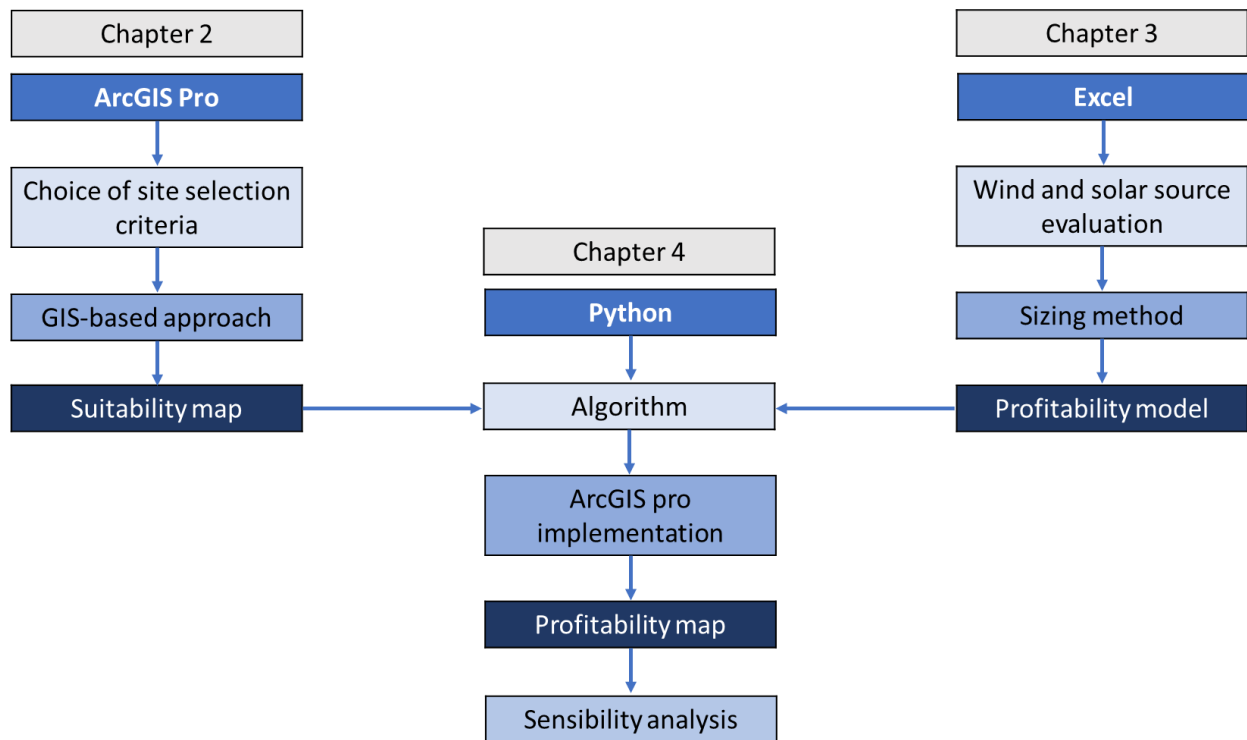 Chapter 2
ArcGIS Pro
Choice of site selection
criteria
GIS-based approach
Suitability map
Chapter 4
Python
Algorithm
ArcGIS pro
implementation
Profitability map
Sensibility analysis
Chapter 3
Excel
Wind and solar source
evaluation
Sizing method
Profitability model